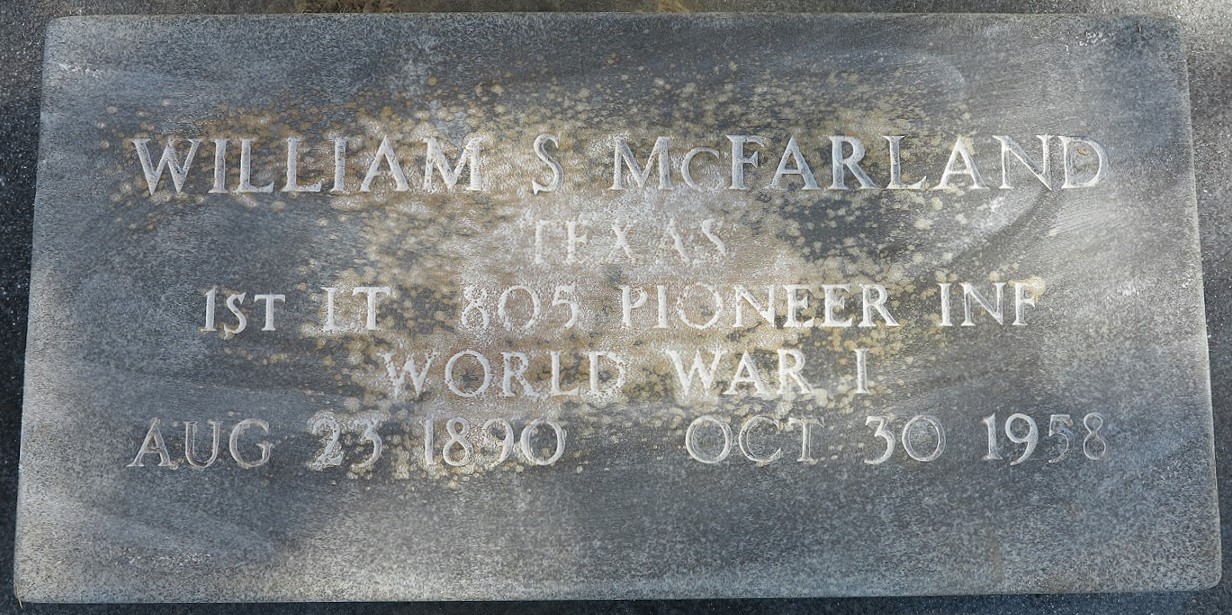 WILLIAM S McFARLAND
TEXAS
1ST LT 805 PIONEER INF
WORLD WAR I
AUG 23 1890 OCT 30 1958